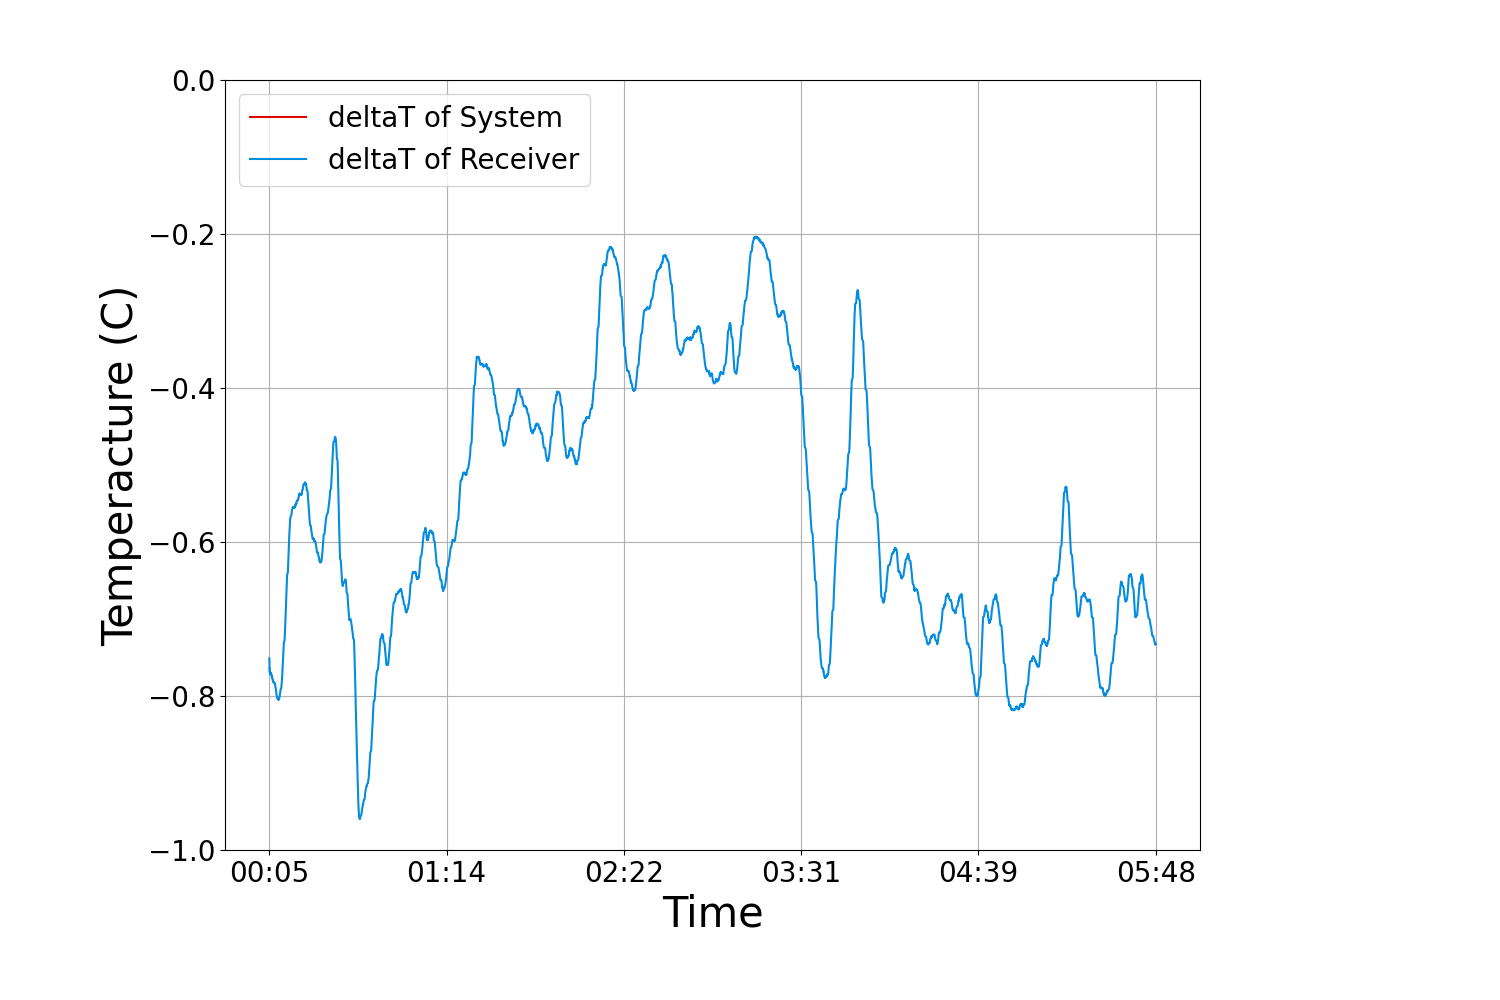 deltaT of System
deltaT of Receiver
0.0
−0.2
−0.4
−0.6
−0.8
−1.0
Temperacture (C)
00:05 01:14 02:22 03:31 04:39 05:48
Time